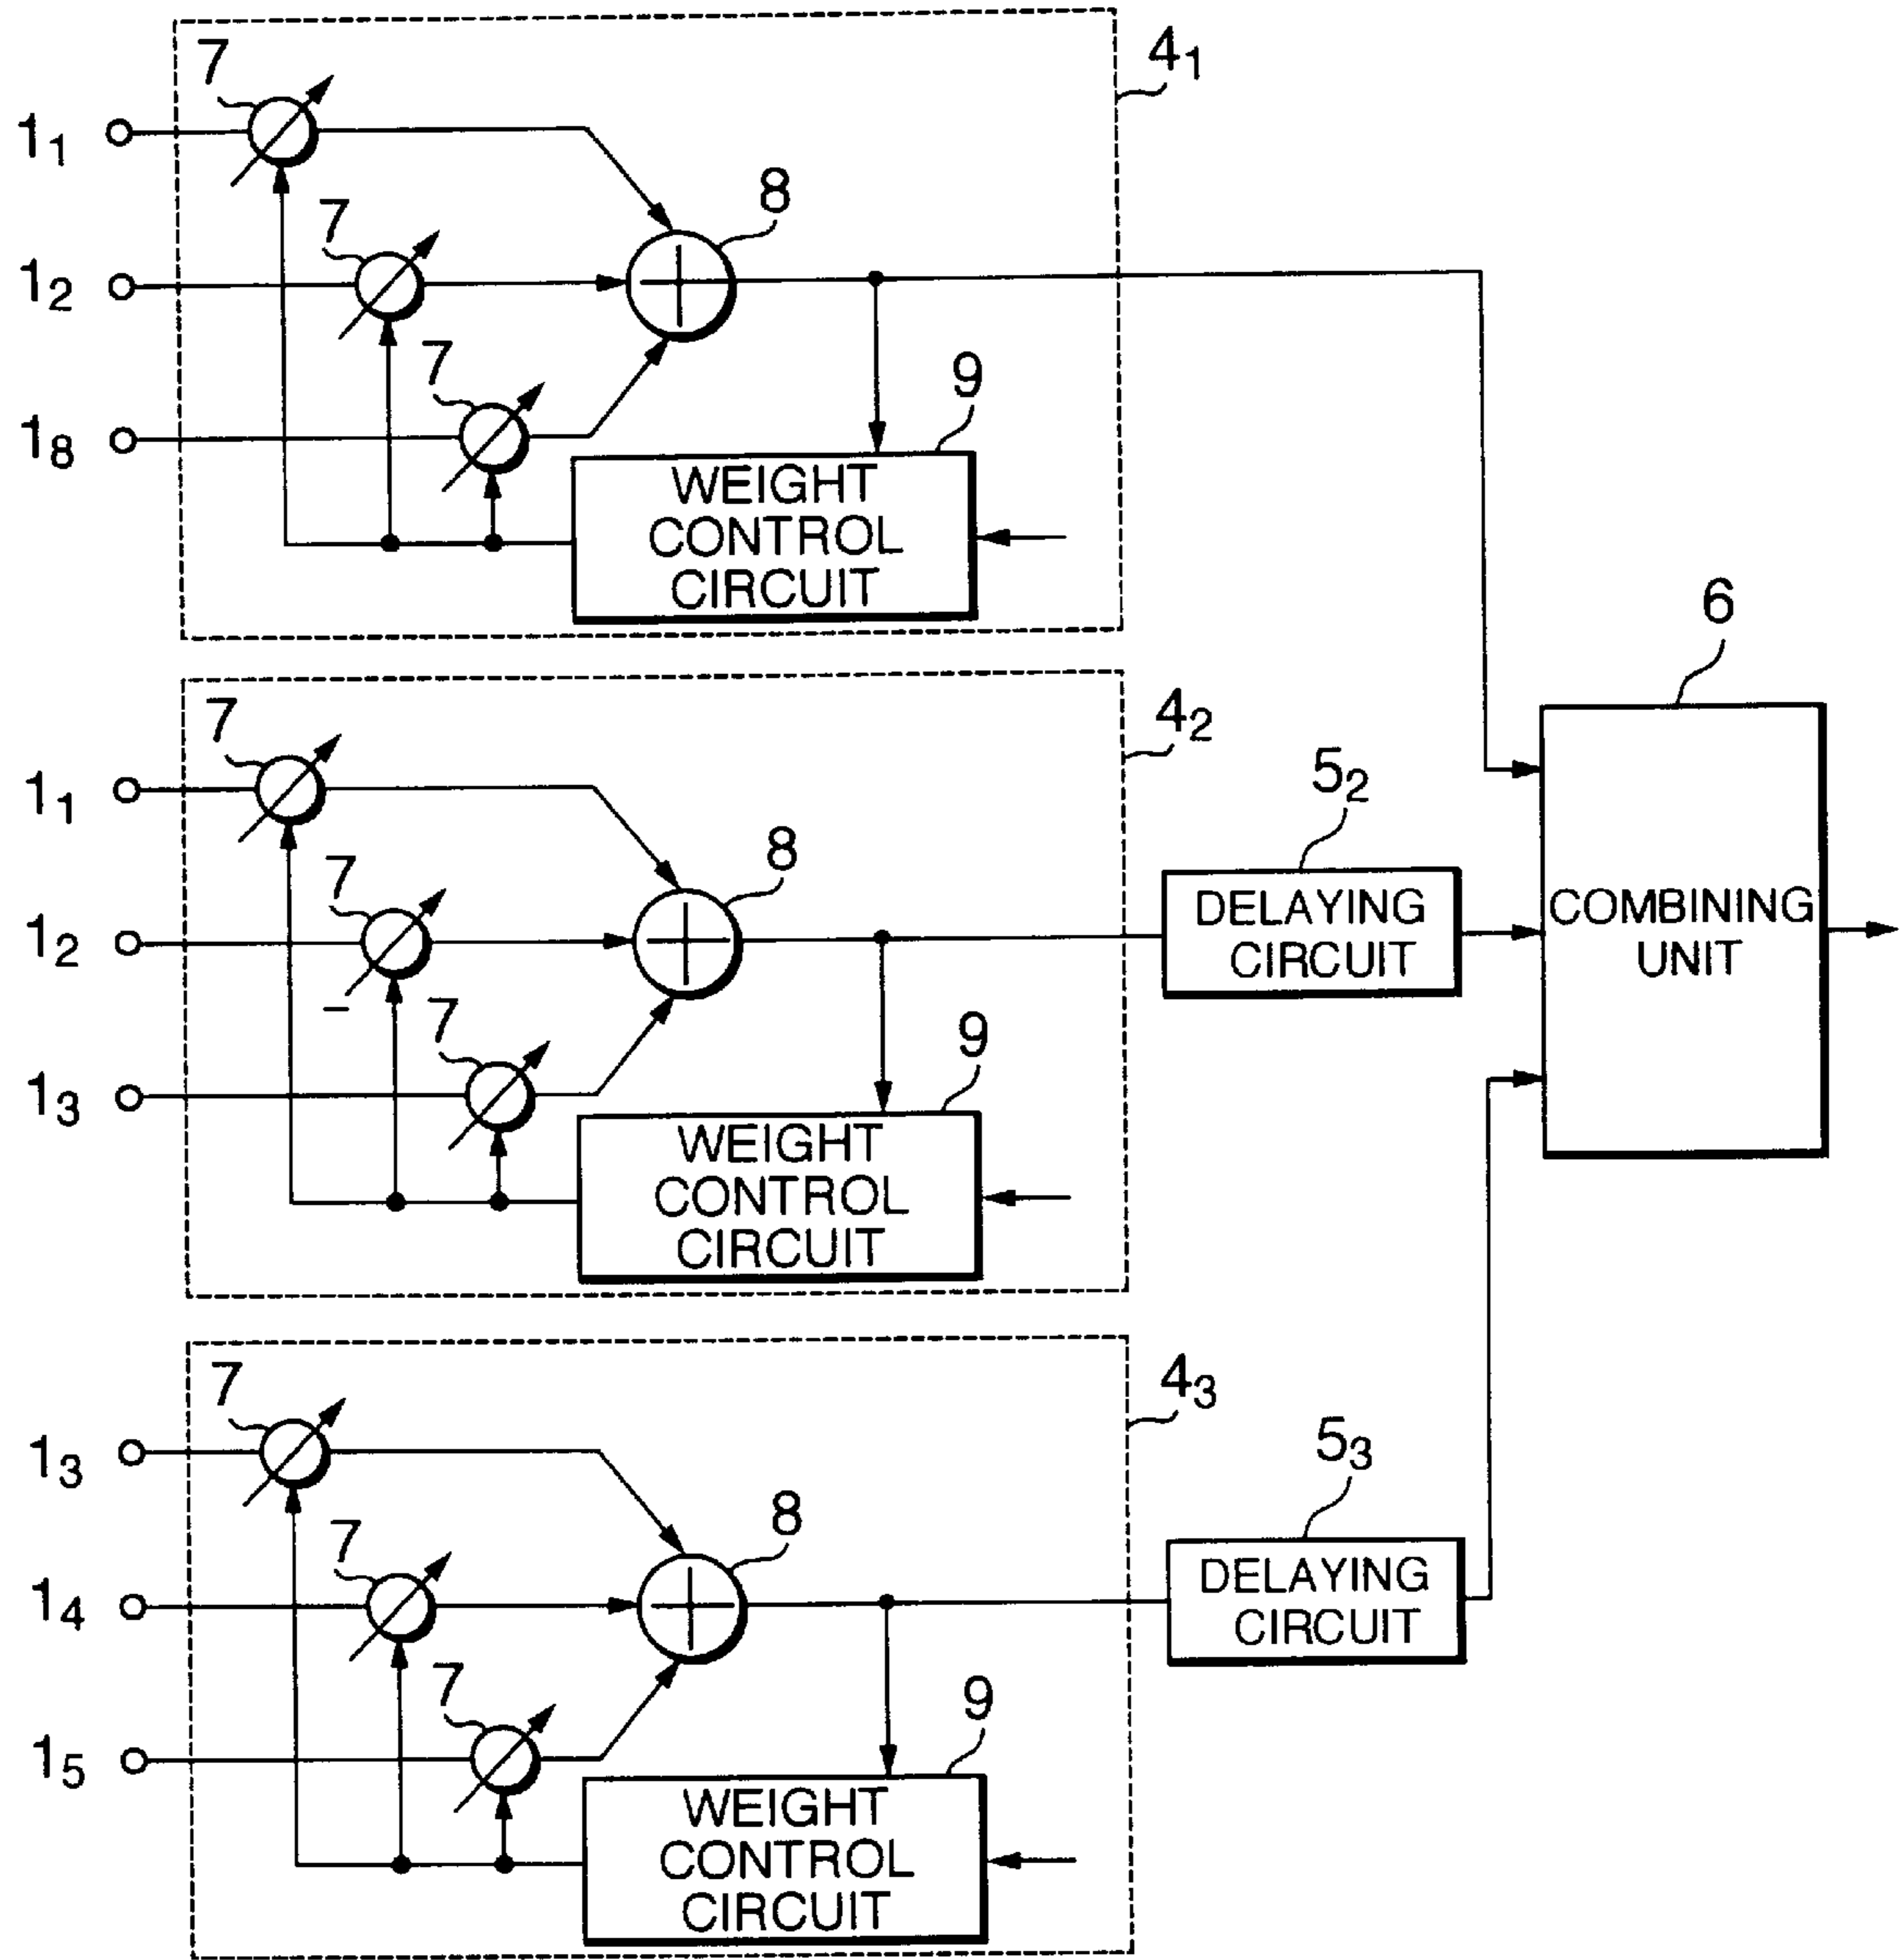 7
4₁
1₁
7
8
1₂
7
9
1₈
WEIGHT
CONTROL
CIRCUIT
6
7
4₂
1₁
5₂
7
8
1₂
DELAYING
CIRCUIT
COMBINING
UNIT
7
9
1₃
WEIGHT
CONTROL
CIRCUIT
7
4₃
1₃
5₃
7
8
1₄
DELAYING
CIRCUIT
7
9
1₅
WEIGHT
CONTROL
CIRCUIT